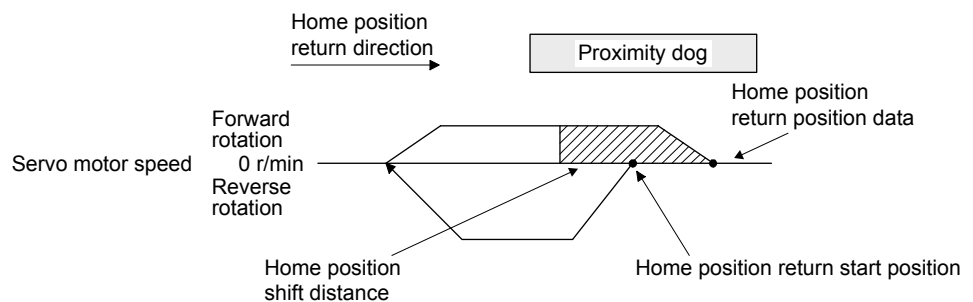 Home position
return direction
Proximity dog
Home position
return position data
Forward
rotation
Servo motor speed 0 r/min
Reverse
rotation
Home position
shift distance
Home position return start position